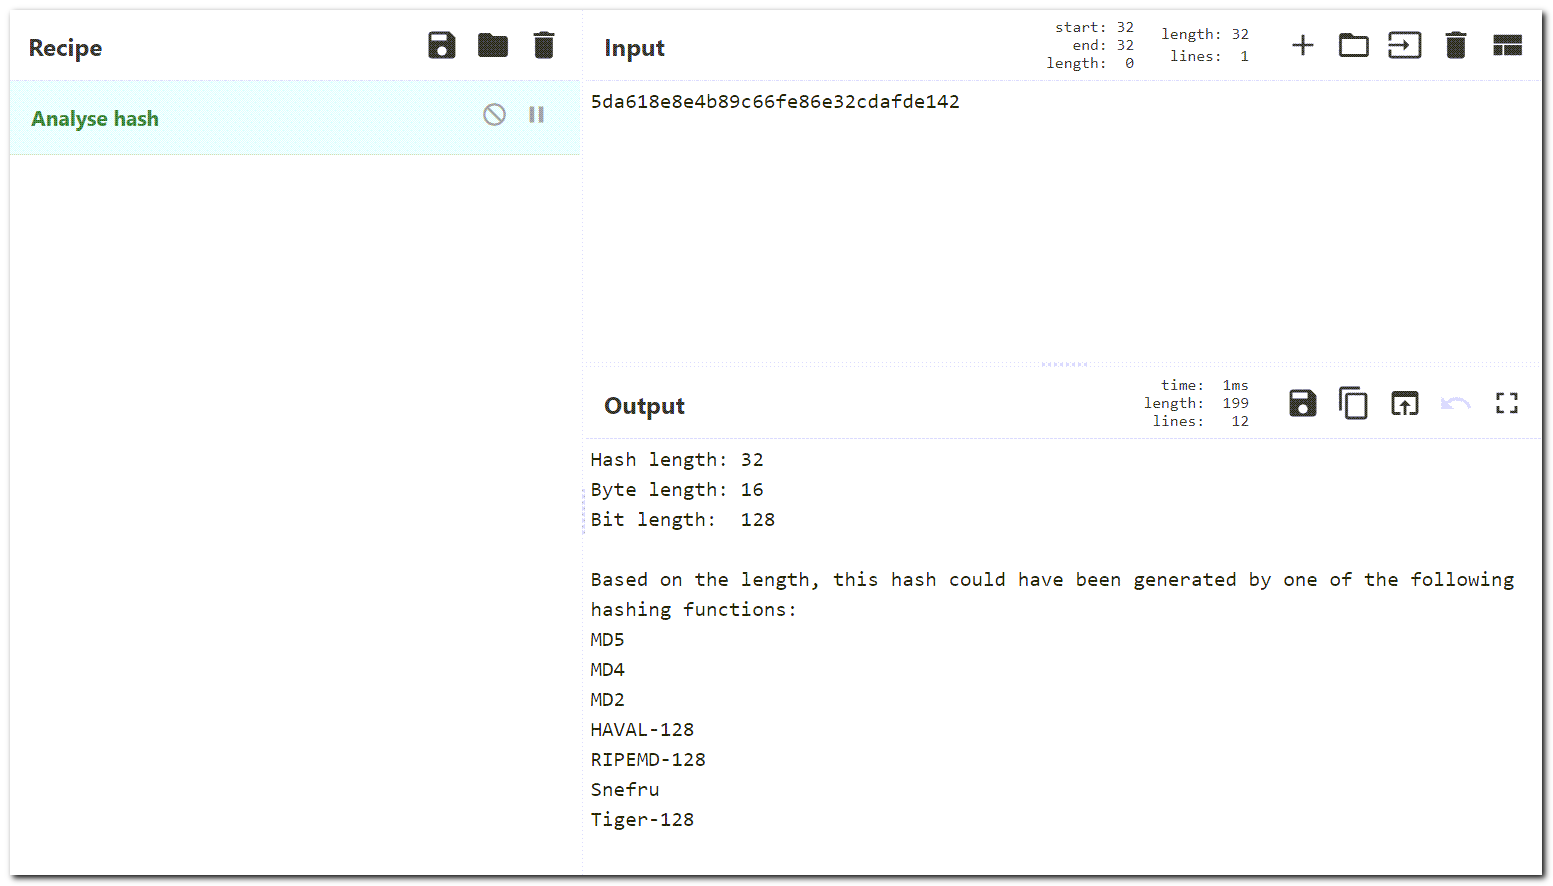 Recipe
Analyse hash
Input
start: 32
end: 32
length: 0
length: 32
lines: 1
5da618e8e4b89c66fe86e32cdafde142
Output
time: 1ms
length: 199
lines: 12
Hash length: 32
Byte length: 16
Bit length: 128
Based on the length, this hash could have been generated by one of the following
hashing functions:
MD5
MD4
MD2
HAVAL-128
RIPEMD-128
Snefru
Tiger-128